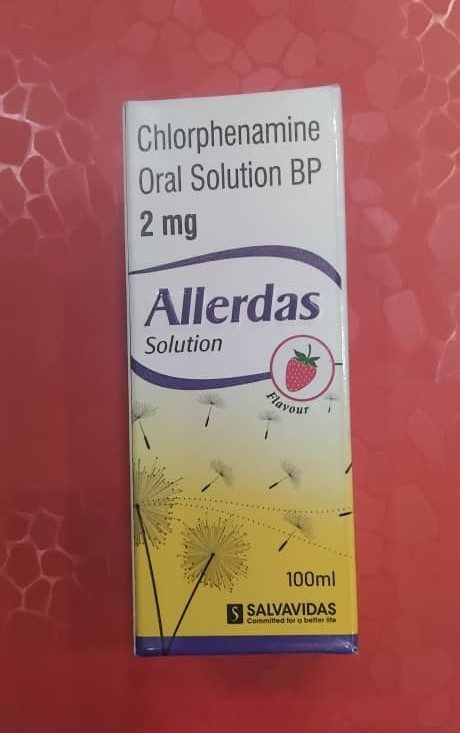 Chlorphenamine
Oral Solution BP
2 mg
Allerdas
Solution
Flavour
100ml
S SALVAVIDAS
Committed for a better life